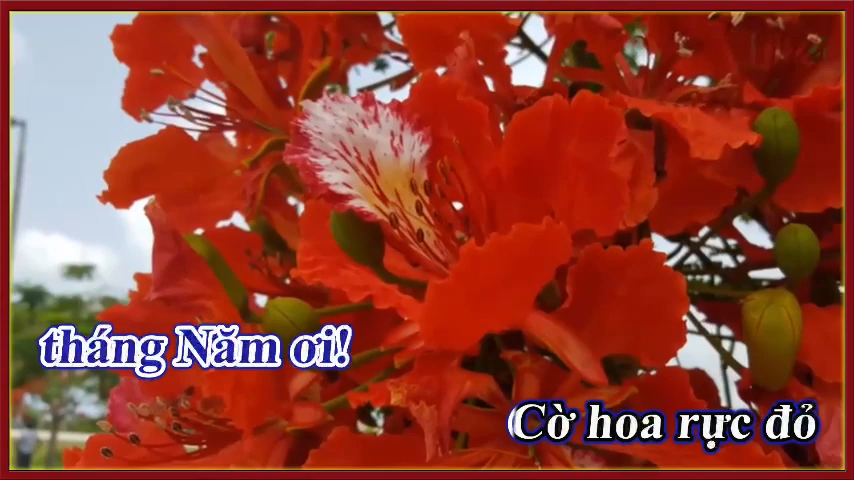 tháng Năm ơi!
Cờ hoa rực đỏ